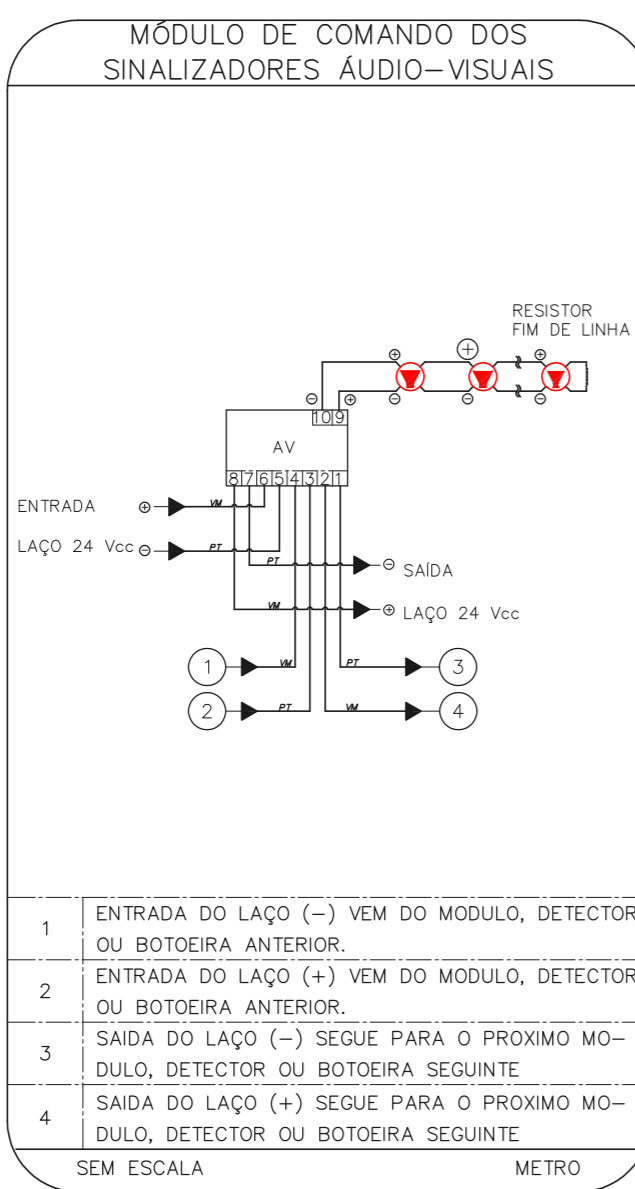 MÓDULO DE COMANDO DOS
SINALIZADORES ÁUDIO-VISUAIS
RESISTOR
FIM DE LINHA
+
+
+
-
-
-
-
+
10 9
AV
8 7 6 5 4 3 2 1
ENTRADA + VM
LAÇO 24 Vcc - PT
PT - SAÍDA
VM + LAÇO 24 Vcc
1 VM
PT 3
2 PT
VM 4
1
ENTRADA DO LAÇO (-) VEM DO MODULO, DETECTOR
OU BOTOEIRA ANTERIOR.
2
ENTRADA DO LAÇO (+) VEM DO MODULO, DETECTOR
OU BOTOEIRA ANTERIOR.
3
SAIDA DO LAÇO (-) SEGUE PARA O PROXIMO MO-
DULO, DETECTOR OU BOTOEIRA SEGUINTE
4
SAIDA DO LAÇO (+) SEGUE PARA O PROXIMO MO-
DULO, DETECTOR OU BOTOEIRA SEGUINTE
SEM ESCALA
METRO